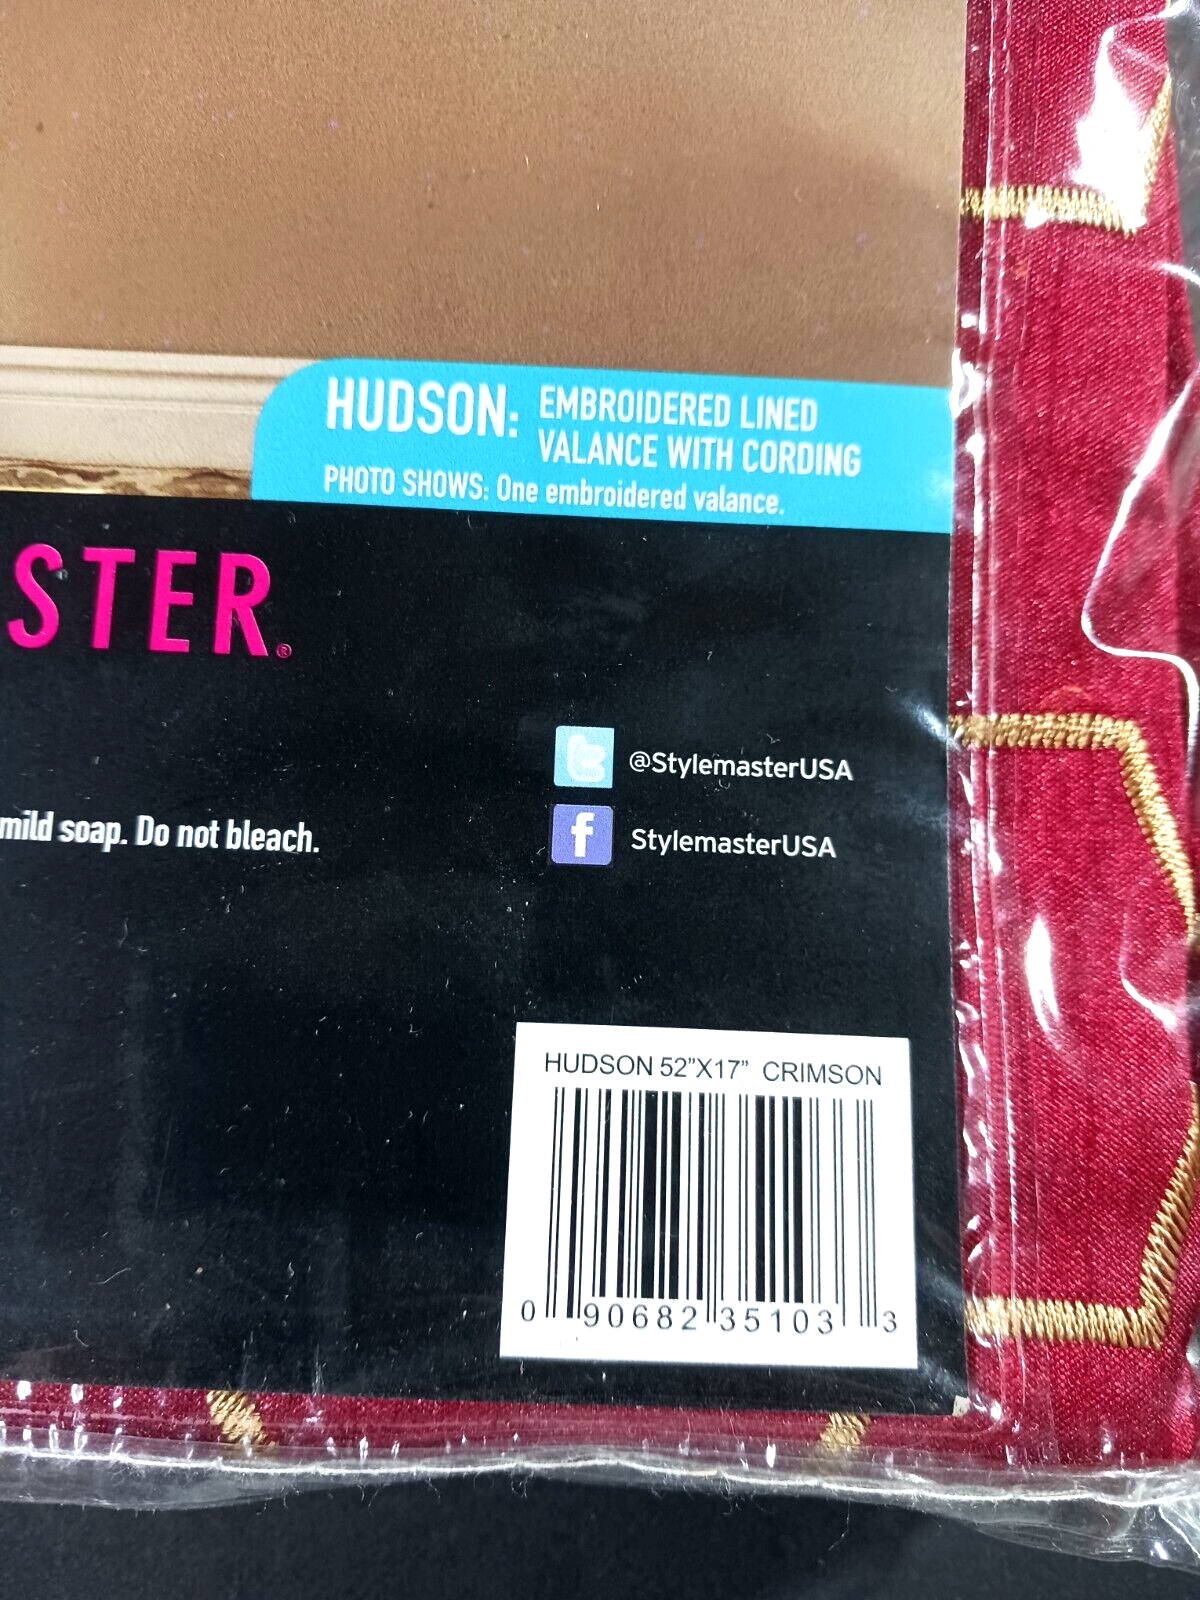 HUDSON: EMBROIDERED LINED
VALANCE WITH CORDING
PHOTO SHOWS: One embroidered valance.
STER®
@StylemasterUSA
mild soap. Do not bleach.
f StylemasterUSA
HUDSON 52”X17” CRIMSON
0 90682 35103 3